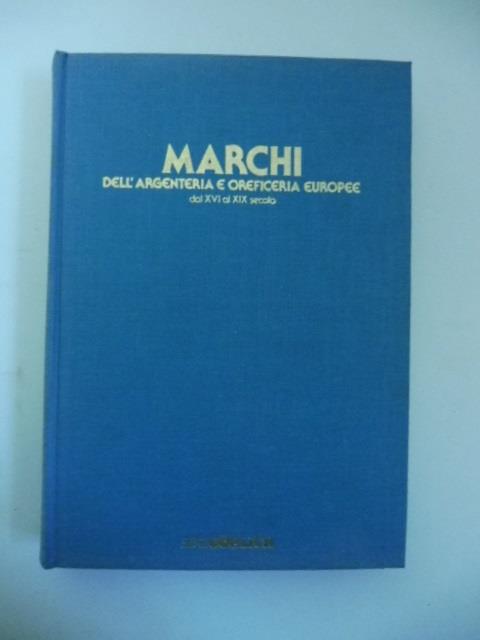 MARCHI
DELL'ARGENTERIA E OREFICERIA EUROPEE
dal XVI al XIX secolo